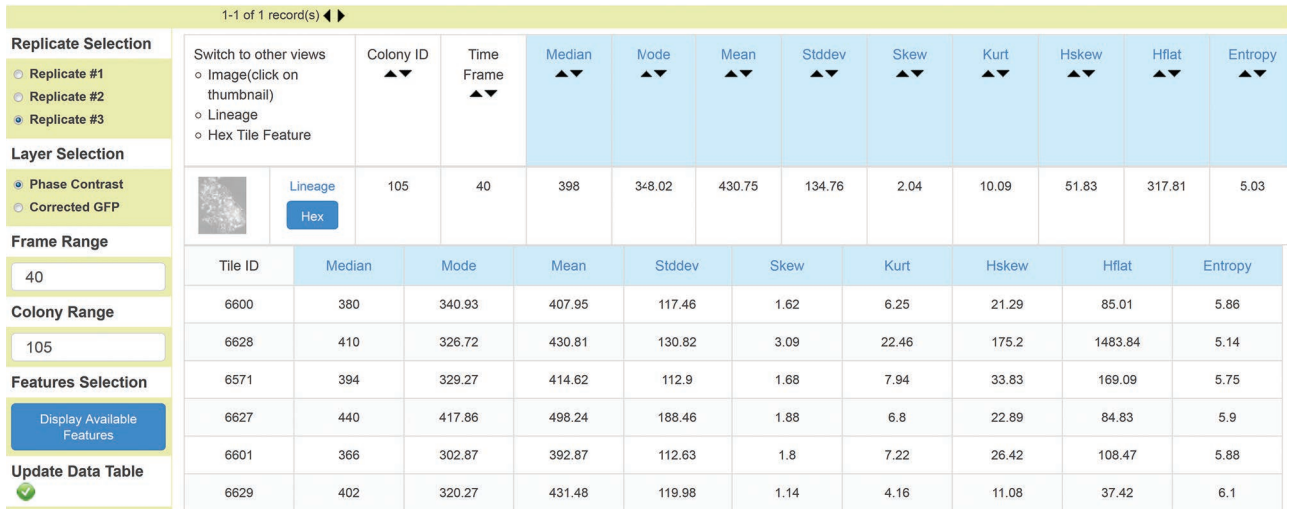 1-1 of 1 record(s)
Replicate Selection
Replicate #1
Replicate #2
Replicate #3
Layer Selection
Phase Contrast
Corrected GFP
Frame Range
40
Colony Range
105
Features Selection
Display Available
Features
Update Data Table
Switch to other views
Image(click on
thumbnail)
Lineage
Hex Tile Feature
Colony ID
Time
Frame
Median Mode Mean Stddev Skew Kurt Hskew Hflat Entropy
Lineage 105 40 398 348.02 430.75 134.76 2.04 10.09 51.83 317.81 5.03
Hex
Tile ID Median Mode Mean Stddev Skew Kurt Hskew Hflat Entropy
6600 380 340.93 407.95 117.46 1.62 6.25 21.29 85.01 5.86
6628 410 326.72 430.81 130.82 3.09 22.46 175.2 1483.84 5.14
6571 394 329.27 414.62 112.9 1.68 7.94 33.83 169.09 5.75
6627 440 417.86 498.24 188.46 1.88 6.8 22.89 84.83 5.9
6601 366 302.87 392.87 112.63 1.8 7.22 26.42 108.47 5.88
6629 402 320.27 431.48 119.98 1.14 4.16 11.08 37.42 6.1